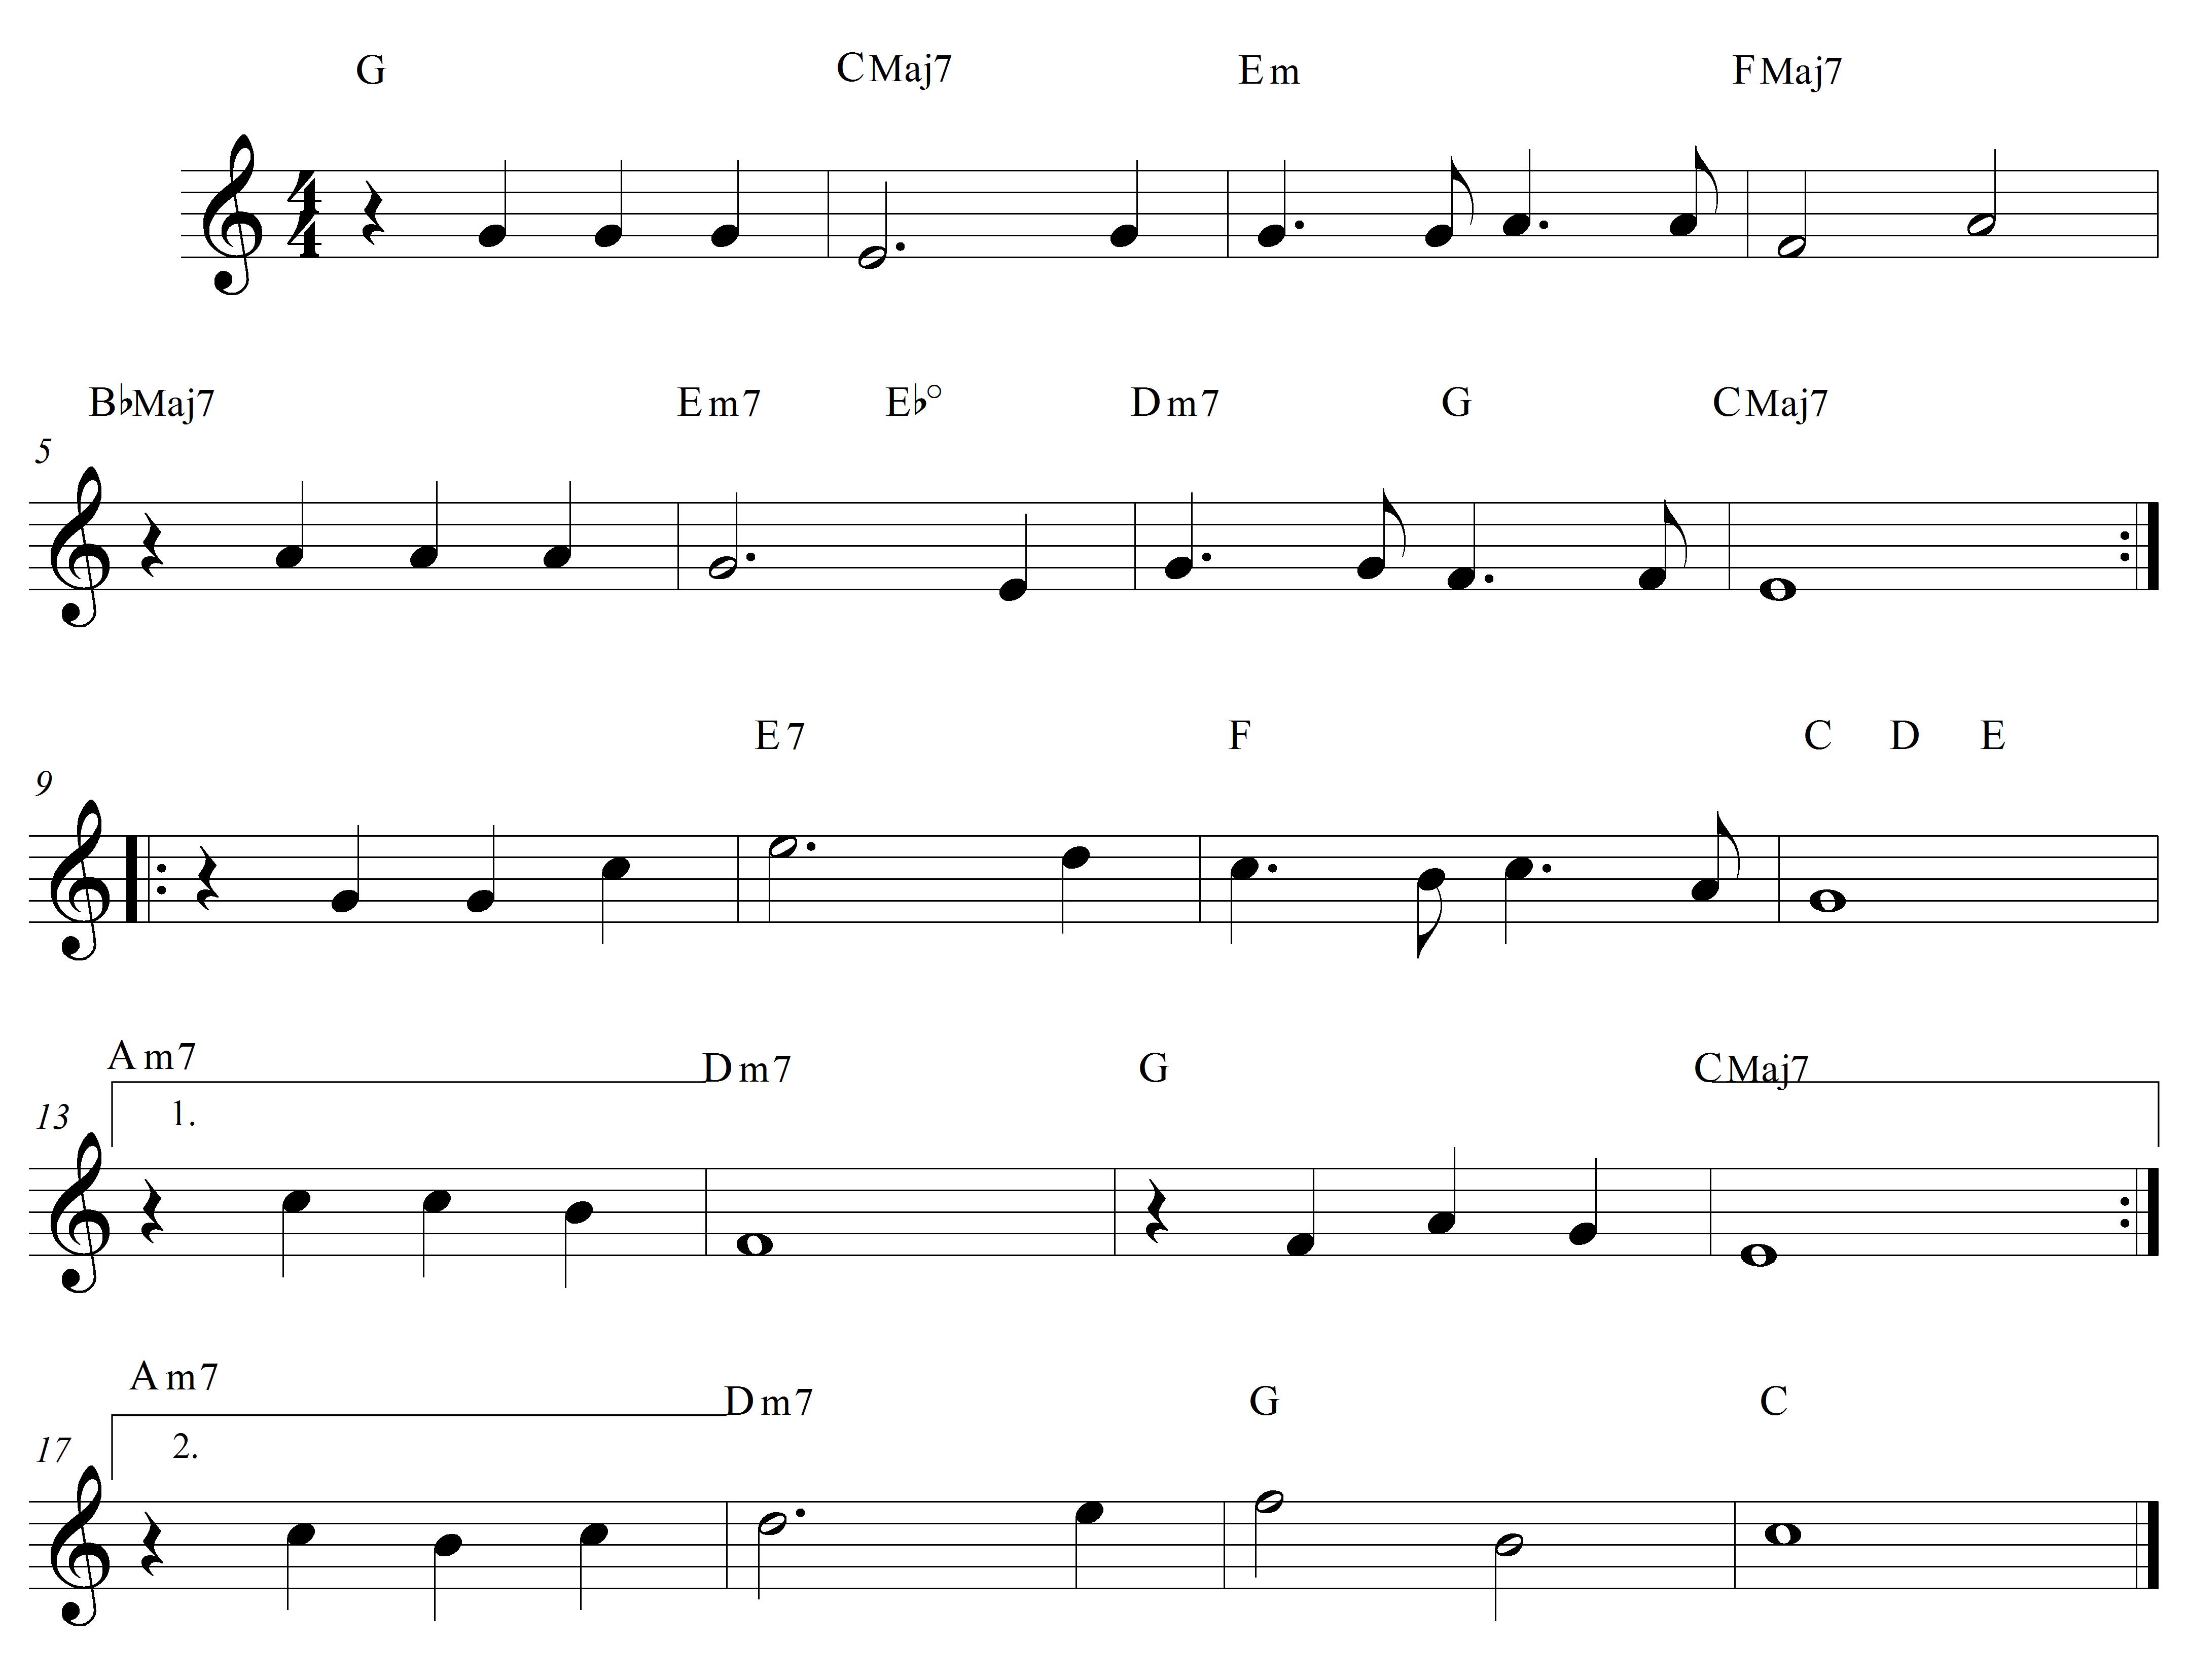 G CMaj7 Em FMaj7
4
4
B♭Maj7 Em7 E♭° Dm7 G CMaj7
5
E7 F C D E
9
Am7 Dm7 G CMaj7
13 1.
Am7 Dm7 G C
17 2.